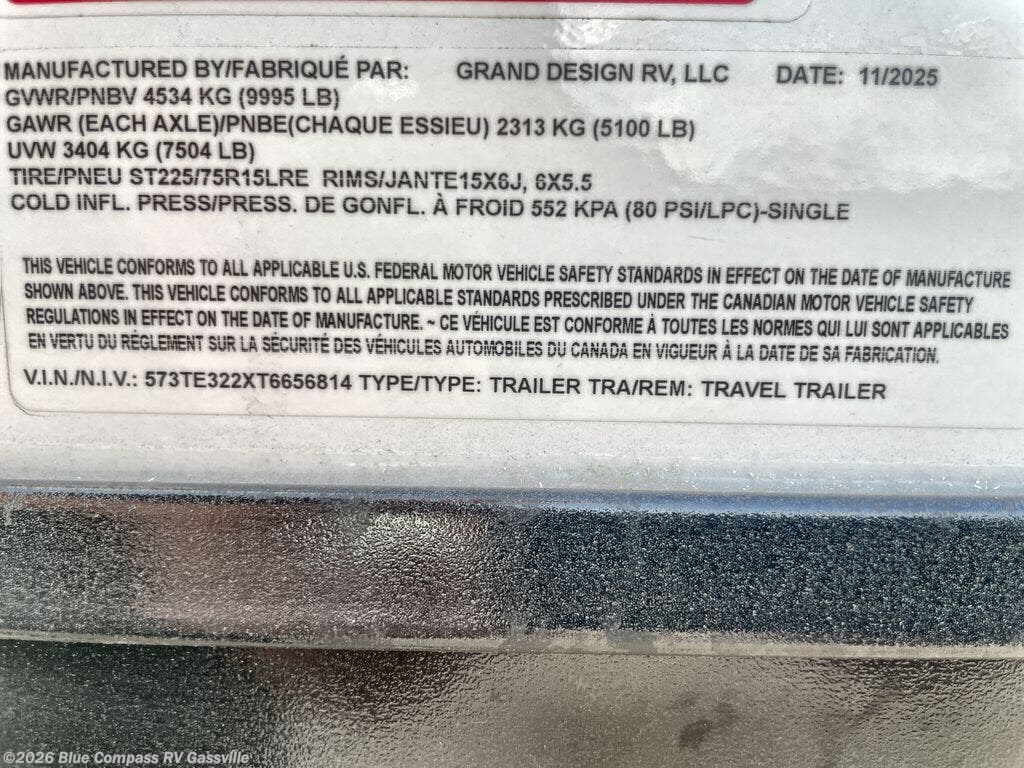 MANUFACTURED BY/FABRIQUÉ PAR: GRAND DESIGN RV, LLC DATE: 11/2025
GVWR/PNBV 4534 KG (9995 LB)
GAWR (EACH AXLE)/PNBE(CHAQUE ESSIEU) 2313 KG (5100 LB)
UVW 3404 KG (7504 LB)
TIRE/PNEU ST225/75R15LRE RIMS/JANTE15X6J, 6X5.5
COLD INFL. PRESS/PRESS. DE GONFL. À FROID 552 KPA (80 PSI/LPC)-SINGLE
THIS VEHICLE CONFORMS TO ALL APPLICABLE U.S. FEDERAL MOTOR VEHICLE SAFETY STANDARDS IN EFFECT ON THE DATE OF MANUFACTURE
SHOWN ABOVE. THIS VEHICLE CONFORMS TO ALL APPLICABLE STANDARDS PRESCRIBED UNDER THE CANADIAN MOTOR VEHICLE SAFETY
REGULATIONS IN EFFECT ON THE DATE OF MANUFACTURE. ~ CE VÉHICULE EST CONFORME À TOUTES LES NORMES QUI LUI SONT APPLICABLES
EN VERTU DU RÉGLEMENT SUR LA SÉCURITÉ DES VÉHICULES AUTOMOBILES DU CANADA EN VIGUEUR À LA DATE DE SA FABRICATION.
V.I.N./N.I.V.: 573TE322XT6656814 TYPE/TYPE: TRAILER TRA/REM: TRAVEL TRAILER
©2026 Blue Compass RV Gassville